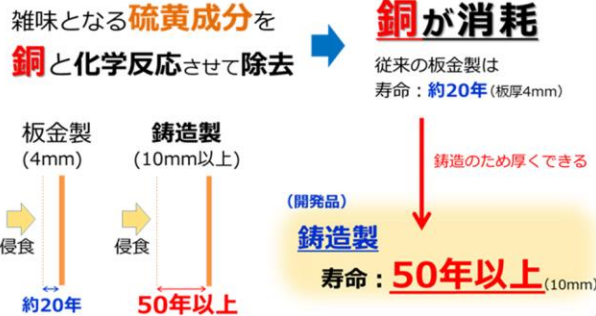 雑味となる硫黄成分を
銅と化学反応させて除去
銅が消耗
従来の板金製は
寿命：約20年(板厚4mm)
鋳造のため厚くできる
板金製
(4mm)
侵食
約20年
鋳造製
(10mm以上)
侵食
50年以上
（開発品）
鋳造製
寿命：50年以上(10mm)